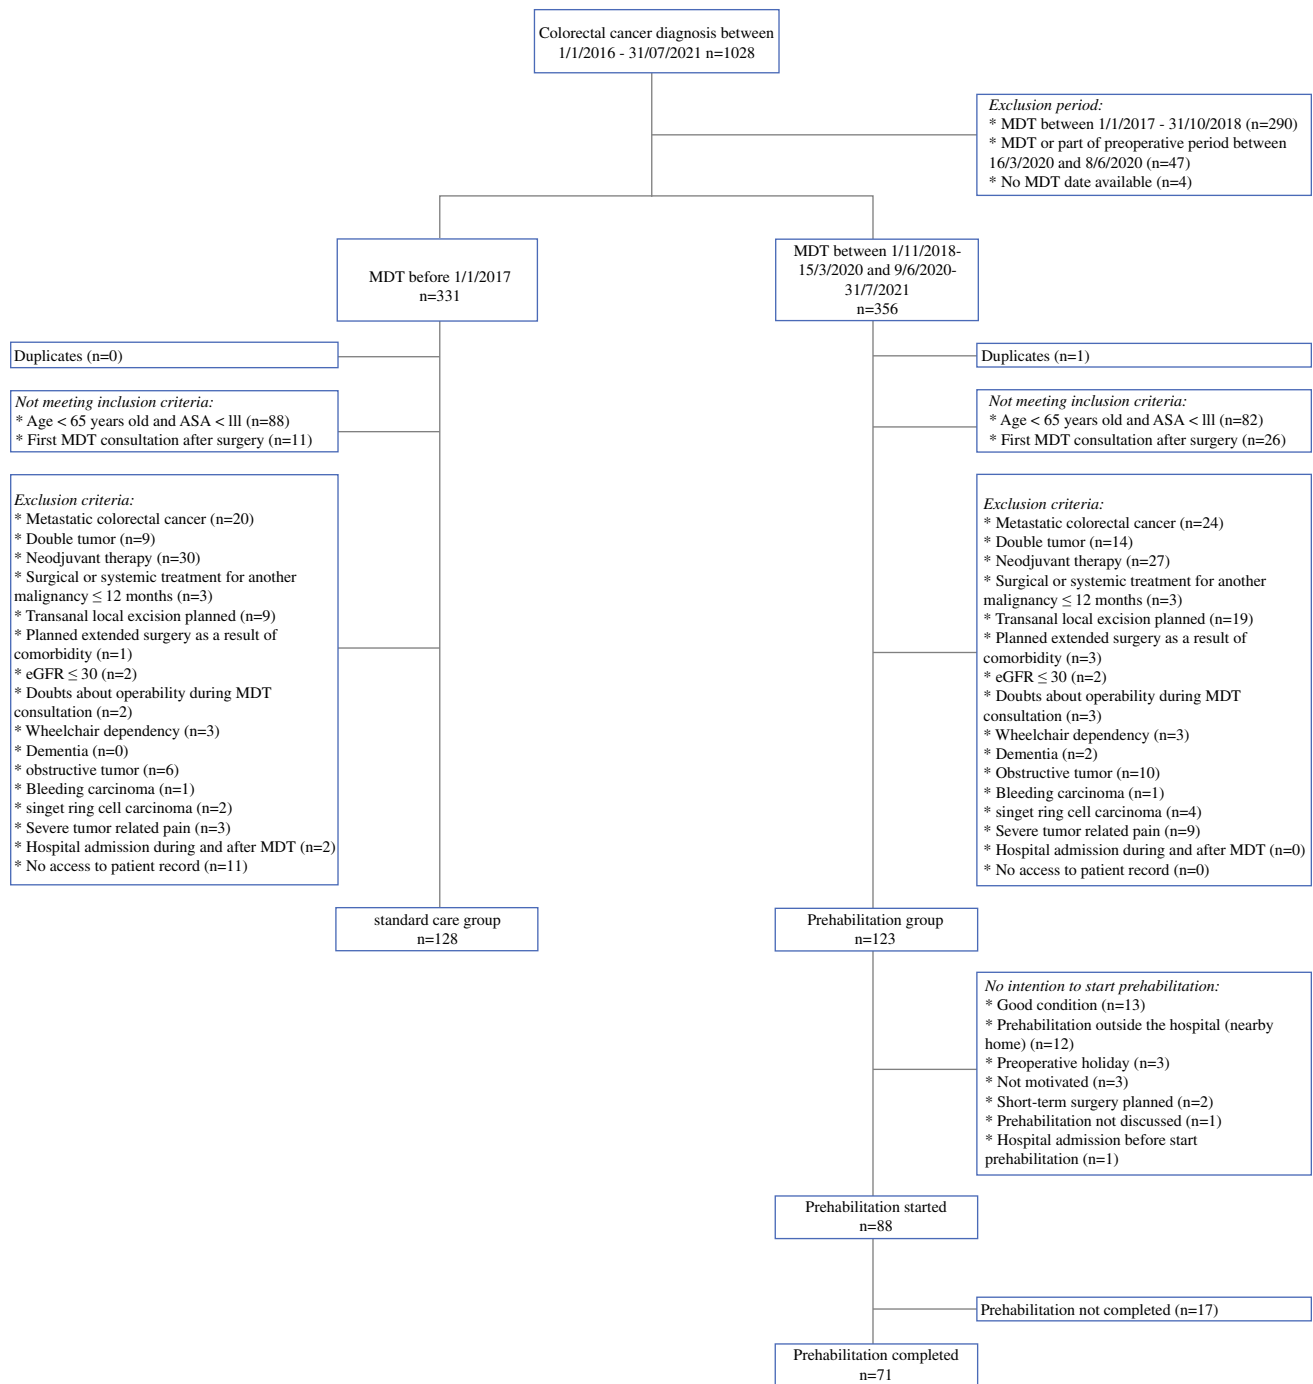 Colorectal cancer diagnosis between
1/1/2016 - 31/07/2021 n=1028
Exclusion period:
* MDT between 1/1/2017 - 31/10/2018 (n=290)
* MDT or part of preoperative period between
16/3/2020 and 8/6/2020 (n=47)
* No MDT date available (n=4)
MDT before 1/1/2017
n=331
MDT between 1/11/2018-
15/3/2020 and 9/6/2020-
31/7/2021
n=356
Duplicates (n=0)
Duplicates (n=1)
Not meeting inclusion criteria:
* Age < 65 years old and ASA < lll (n=88)
* First MDT consultation after surgery (n=11)
Not meeting inclusion criteria:
* Age < 65 years old and ASA < lll (n=82)
* First MDT consultation after surgery (n=26)
Exclusion criteria:
* Metastatic colorectal cancer (n=20)
* Double tumor (n=9)
* Neodjuvant therapy (n=30)
* Surgical or systemic treatment for another
malignancy ≤ 12 months (n=3)
* Transanal local excision planned (n=9)
* Planned extended surgery as a result of
comorbidity (n=1)
* eGFR ≤ 30 (n=2)
* Doubts about operability during MDT
consultation (n=2)
* Wheelchair dependency (n=3)
* Dementia (n=0)
* obstructive tumor (n=6)
* Bleeding carcinoma (n=1)
* singet ring cell carcinoma (n=2)
* Severe tumor related pain (n=3)
* Hospital admission during and after MDT (n=2)
* No access to patient record (n=11)
Exclusion criteria:
* Metastatic colorectal cancer (n=24)
* Double tumor (n=14)
* Neodjuvant therapy (n=27)
* Surgical or systemic treatment for another
malignancy ≤ 12 months (n=3)
* Transanal local excision planned (n=19)
* Planned extended surgery as a result of
comorbidity (n=3)
* eGFR ≤ 30 (n=2)
* Doubts about operability during MDT
consultation (n=3)
* Wheelchair dependency (n=3)
* Dementia (n=2)
* Obstructive tumor (n=10)
* Bleeding carcinoma (n=1)
* singet ring cell carcinoma (n=4)
* Severe tumor related pain (n=9)
* Hospital admission during and after MDT (n=0)
* No access to patient record (n=0)
standard care group
n=128
Prehabilitation group
n=123
No intention to start prehabilitation:
* Good condition (n=13)
* Prehabilitation outside the hospital (nearby
home) (n=12)
* Preoperative holiday (n=3)
* Not motivated (n=3)
* Short-term surgery planned (n=2)
* Prehabilitation not discussed (n=1)
* Hospital admission before start
prehabilitation (n=1)
Prehabilitation started
n=88
Prehabilitation not completed (n=17)
Prehabilitation completed
n=71